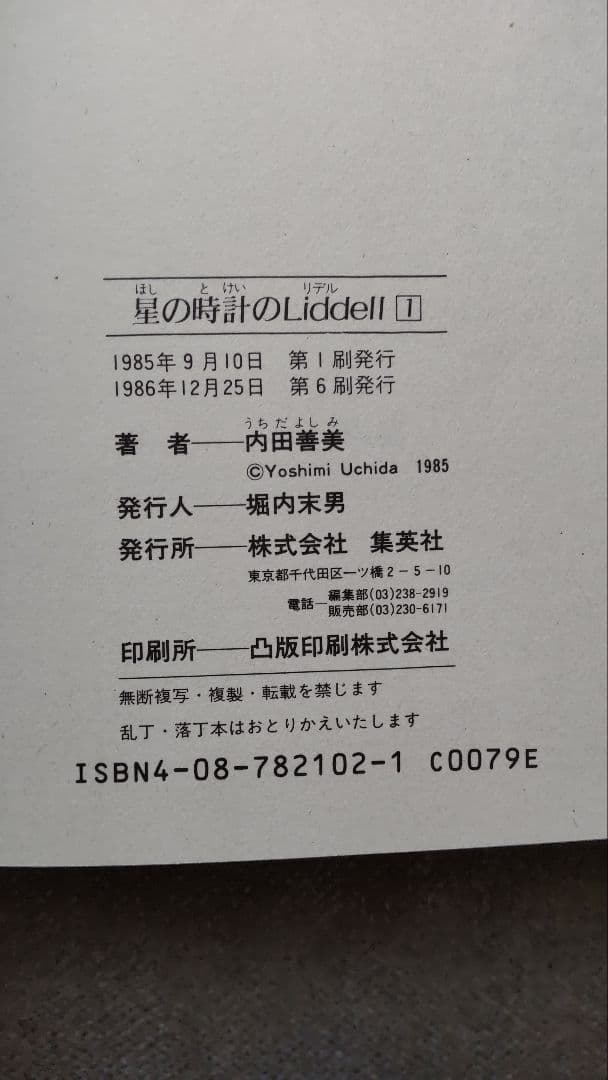 ほし と けい リデル
星の時計のLiddell 1
1985年9月10日 第1刷発行
1986年12月25日 第6刷発行
うちだよしみ
著 者──内田善美
©Yoshimi Uchida 1985
発行人──堀内末男
発行所──株式会社 集英社
東京都千代田区一ツ橋2-5-10
電話─編集部(03)238-2919
販売部(03)230-6171
印刷所──凸版印刷株式会社
無断複写・複製・転載を禁じます
乱丁・落丁本はおとりかえいたします
ISBN4-08-782102-1 C0079E